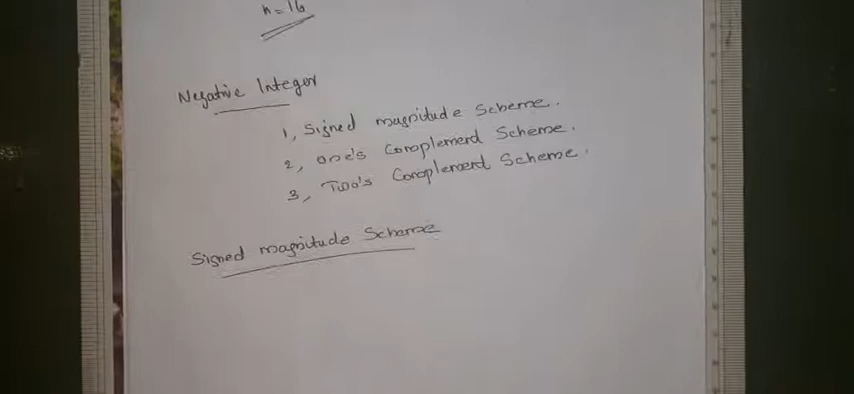 n = 16
Negative Integer
1, Signed magnitude Scheme.
2, one's Complement Scheme.
3, Two's Complement Scheme.
Signed magnitude Scheme